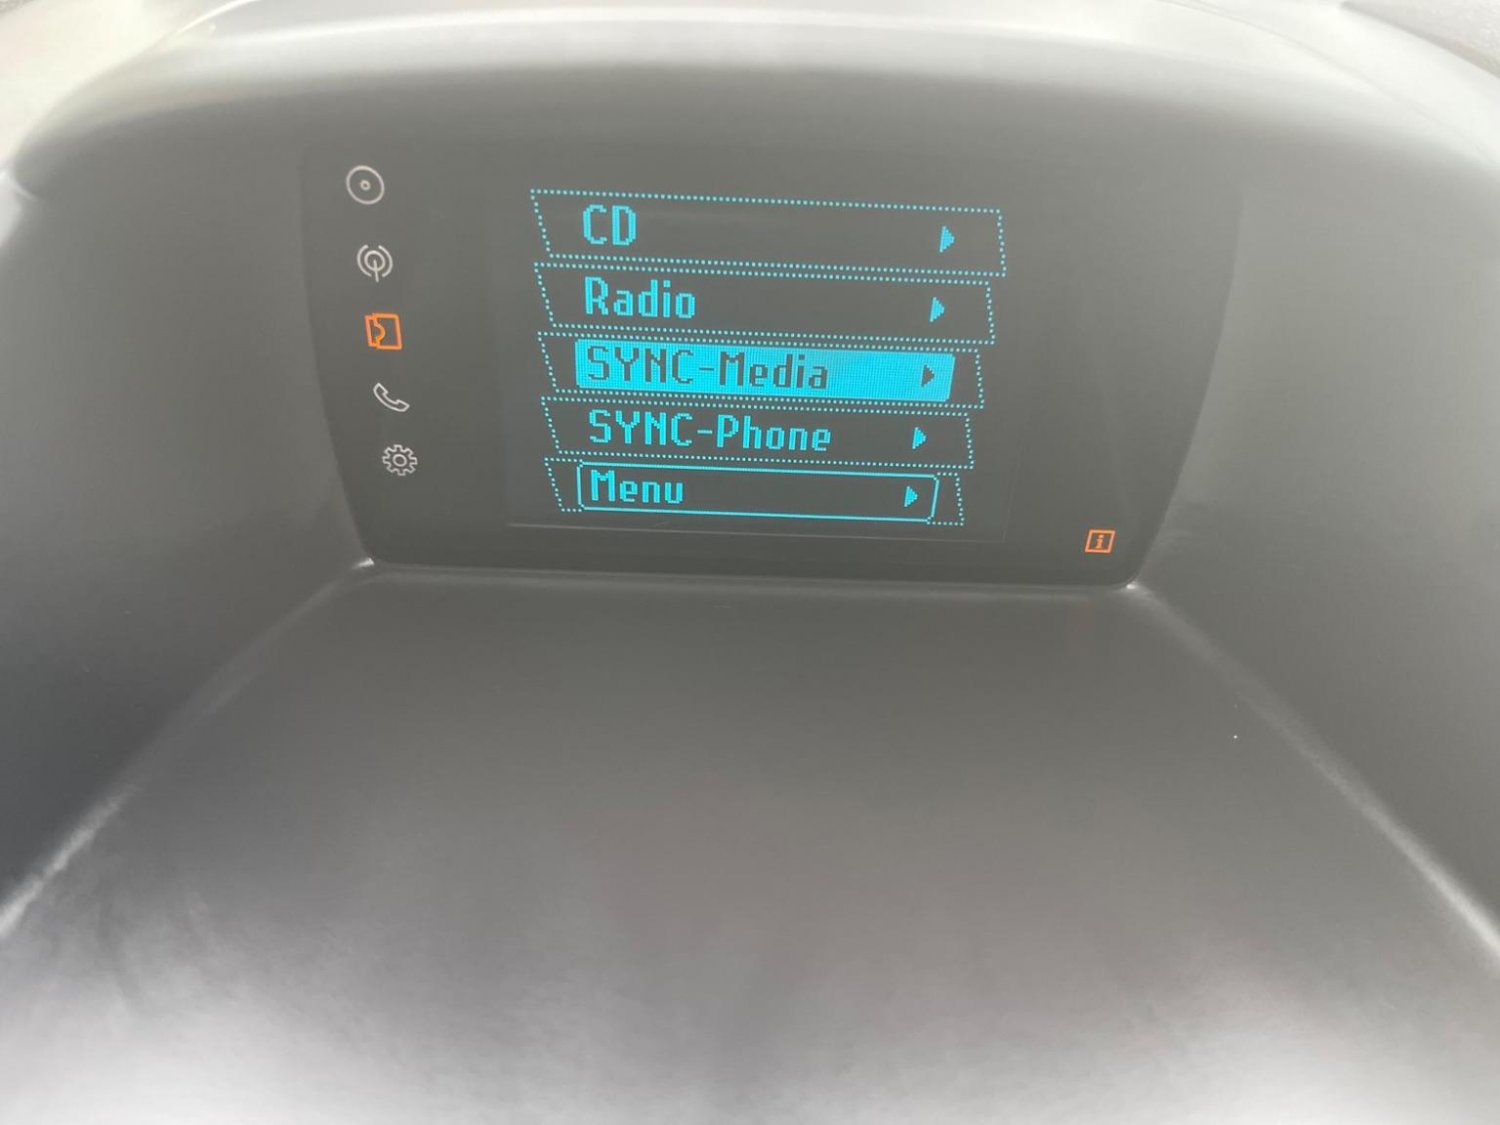 CD
Radio
SYNC-Media
SYNC-Phone
Menu
i